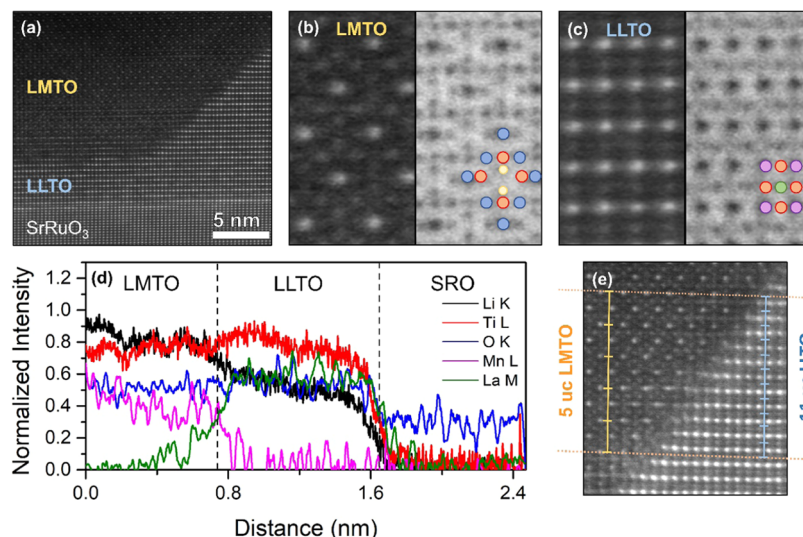 (a)
LMTO
LLTO
SrRuO₃
5 nm
(b) LMTO
(c) LLTO
(d) LMTO LLTO SRO
Normalized Intensity
1.2
1.0
0.8
0.6
0.4
0.2
0.0
Li K
Ti L
O K
Mn L
La M
0.0 0.8 1.6 2.4
Distance (nm)
(e)
5 uc LMTO